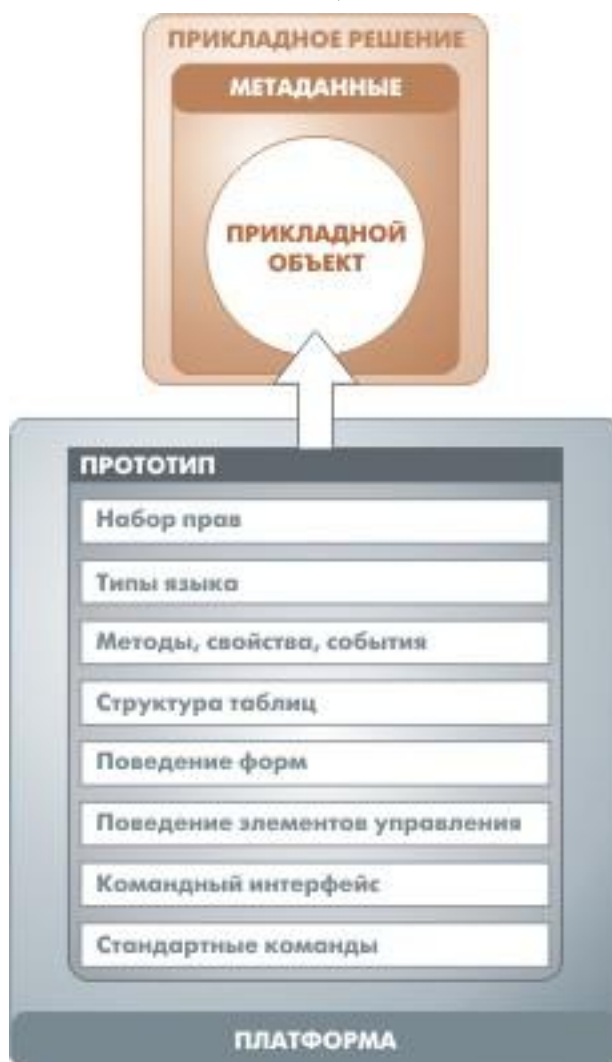 ПРИКЛАДНОЕ РЕШЕНИЕ
МЕТАДАННЫЕ
ПРИКЛАДНОЙ
ОБЪЕКТ
ПРОТОТИП
Набор прав
Типы языка
Методы, свойства, события
Структура таблиц
Поведение форм
Поведение элементов управления
Командный интерфейс
Стандартные команды
ПЛАТФОРМА